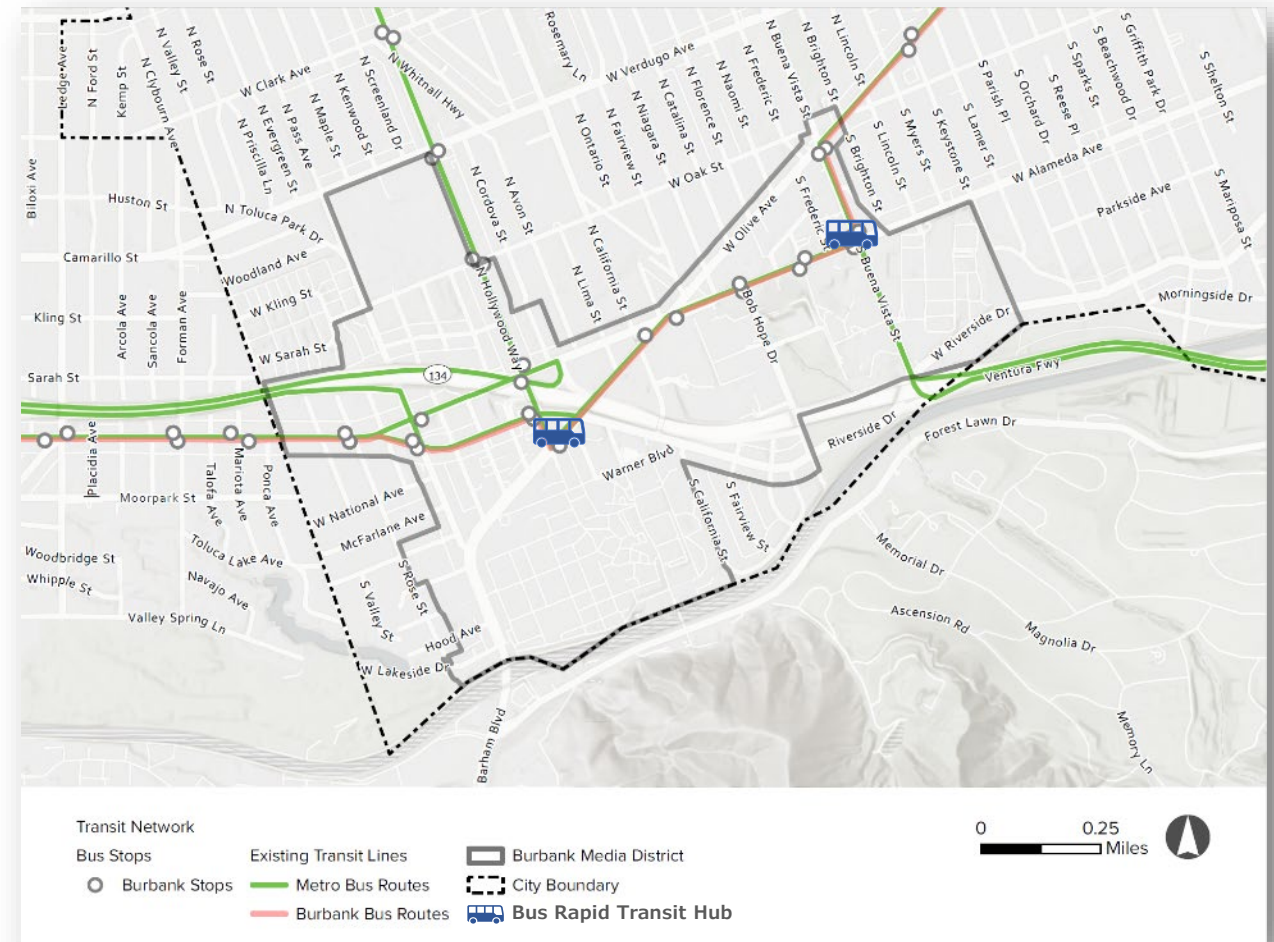 Ledge Ave
N Ford St
Kemp St
N Clybourn Ave
N Valley St
N Rose St
W Clark Ave
N Priscilla Ln
N Evergreen St
N Pass Ave
N Maple St
N Kenwood St
N Screenland Dr
N Whitnall Hwy
Rosemary Ln
W Verdugo Ave
N Ontario St
N Fairview St
N Niagara St
N Catalina St
N Florence St
N Naomi St
N Frederic St
N Buena Vista St
N Brighton St
N Lincoln St
S Brighton St
S Lincoln St
S Myers St
S Keystone St
S Lamer St
S Parish Pl
S Orchard Dr
S Reese Pl
S Sparks St
S Beachwood Dr
S Griffith Park Dr
S Shelton St
Biloxi Ave
Huston St
N Toluca Park Dr
N Cordova St
N Avon St
W Oak St
W Alameda Ave
Parkside Ave
S Mariposa St
Camarillo St
Woodland Ave
N California St
N Lima St
W Olive Ave
S Frederic St
S Buena Vista St
Morningside Dr
Kling St
Arcola Ave
Sancola Ave
Forman Ave
W Kling St
N Hollywood Way
Bob Hope Dr
W Riverside Dr
W Sarah St
Sarah St
134
Ventura Fwy
Placidia Ave
Riverside Dr
Forest Lawn Dr
Moorpark St
Talofa Ave
Mariota Ave
Ponca Ave
Warner Blvd
W National Ave
McFarlane Ave
S California St
S Fairview St
Woodbridge St
Whipple St
Toluca Lake Ave
Navajo Ave
Valley Spring Ln
S Rose St
S Valley St
Hood Ave
W Lakeside Dr
Barham Blvd
Memorial Dr
Ascension Rd
Magnolia Dr
Memory Ln
Transit Network
Bus Stops
Burbank Stops
Existing Transit Lines
Metro Bus Routes
Burbank Bus Routes
Burbank Media District
City Boundary
Bus Rapid Transit Hub
0 0.25
Miles